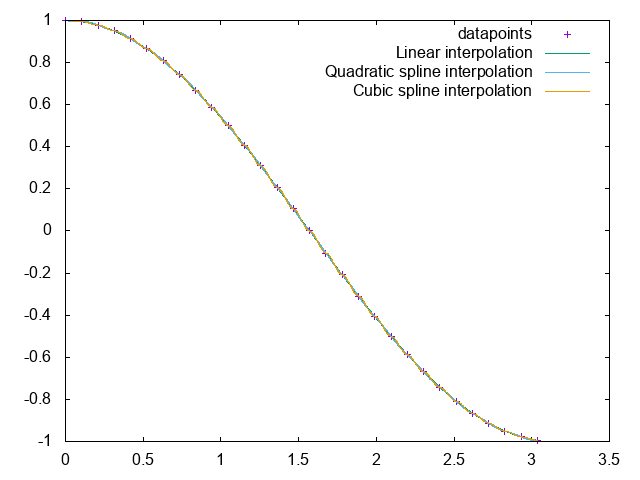 1
0.8
0.6
0.4
0.2
0
-0.2
-0.4
-0.6
-0.8
-1
0 0.5 1 1.5 2 2.5 3 3.5
datapoints
Linear interpolation
Quadratic spline interpolation
Cubic spline interpolation